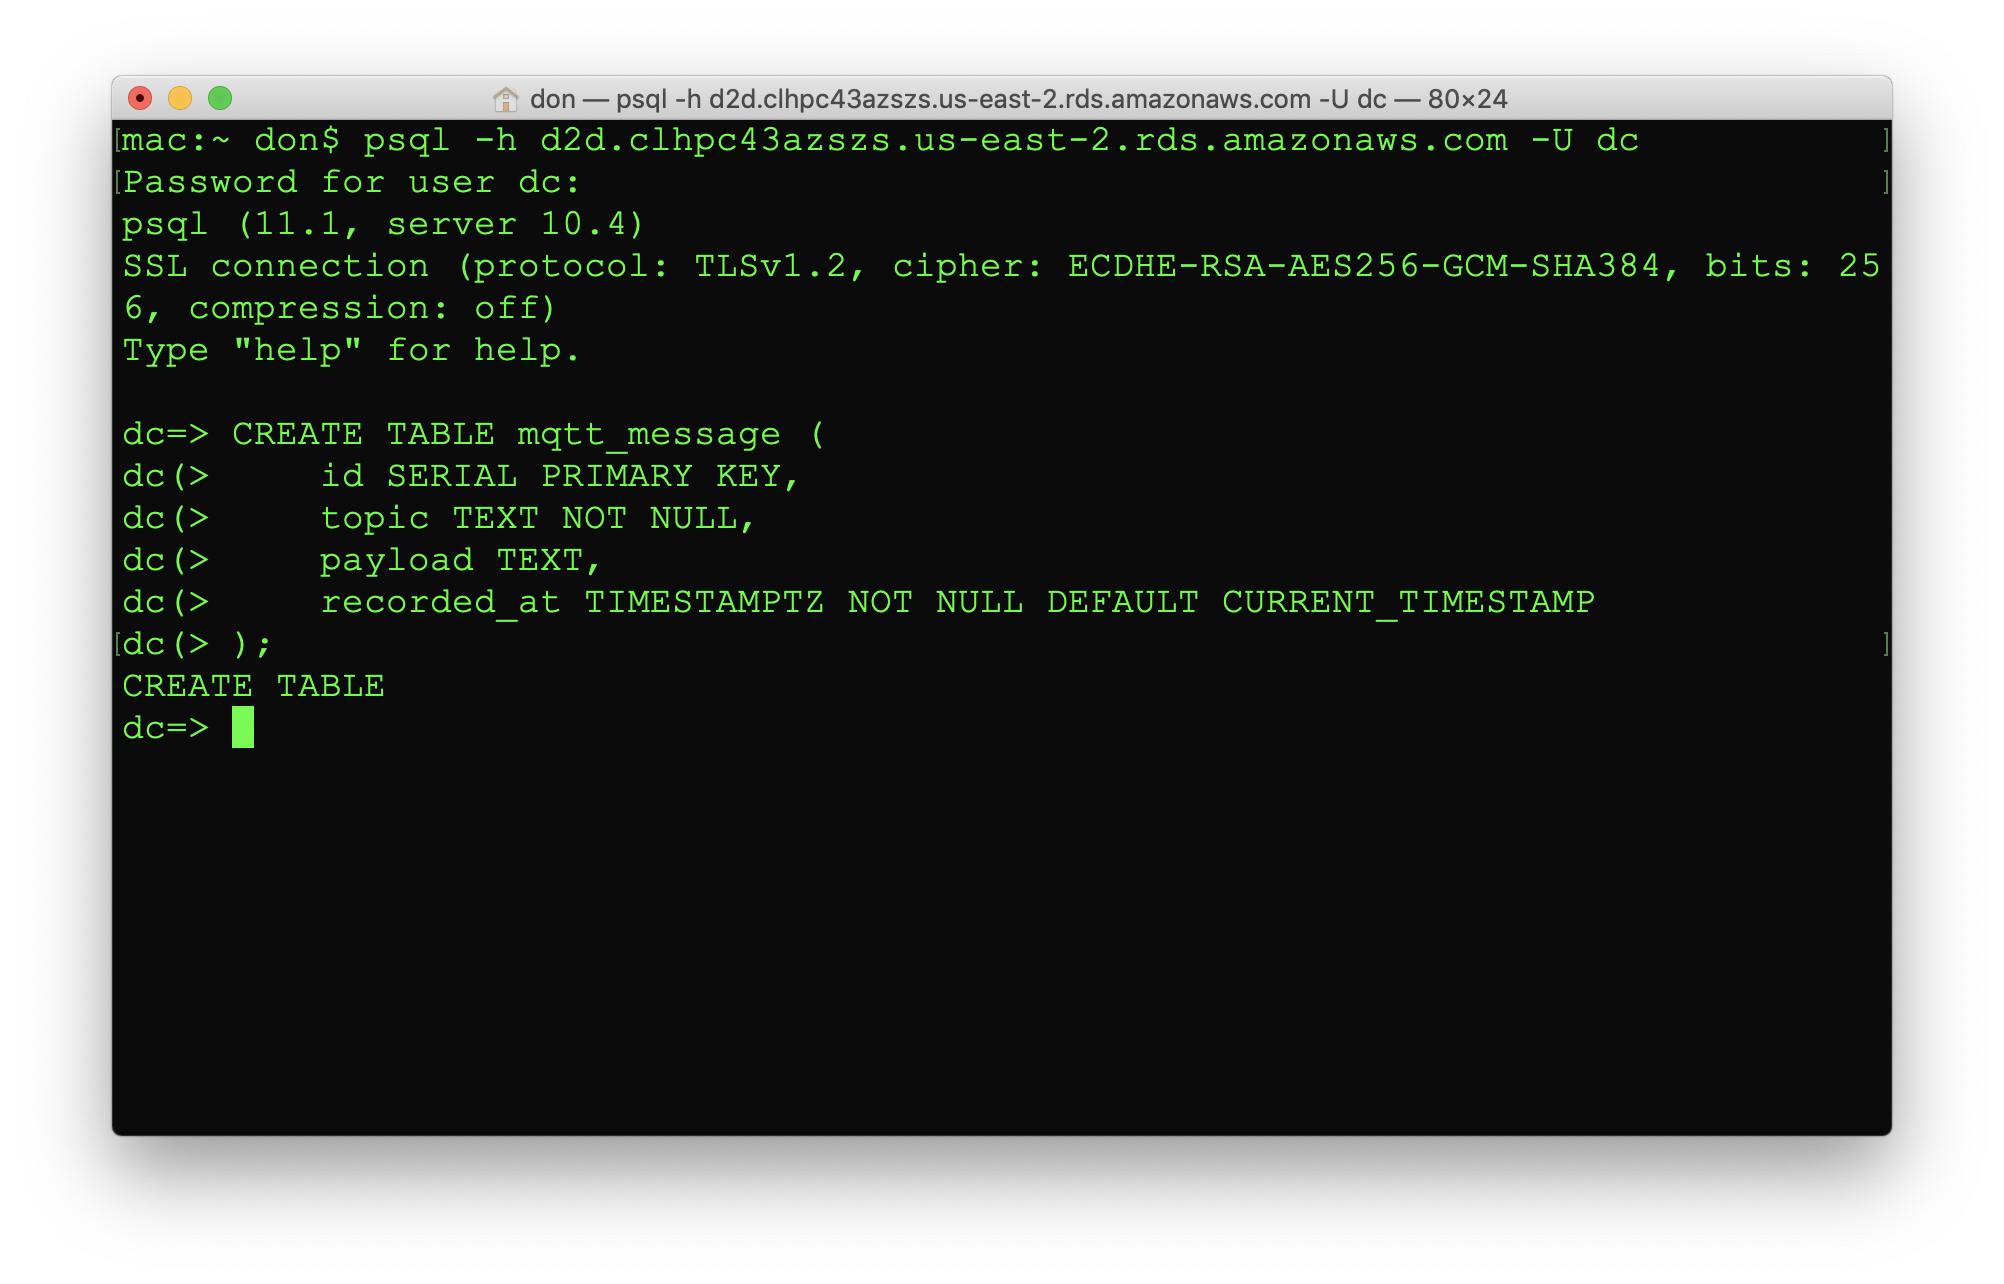 don — psql -h d2d.clhpc43azszs.us-east-2.rds.amazonaws.com -U dc — 80×24
[mac:~ don$ psql -h d2d.clhpc43azszs.us-east-2.rds.amazonaws.com -U dc ]
[Password for user dc: ]
psql (11.1, server 10.4)
SSL connection (protocol: TLSv1.2, cipher: ECDHE-RSA-AES256-GCM-SHA384, bits: 25
6, compression: off)
Type "help" for help.
dc=> CREATE TABLE mqtt_message (
dc(>     id SERIAL PRIMARY KEY,
dc(>     topic TEXT NOT NULL,
dc(>     payload TEXT,
dc(>     recorded_at TIMESTAMPTZ NOT NULL DEFAULT CURRENT_TIMESTAMP
[dc(> ); ]
CREATE TABLE
dc=>